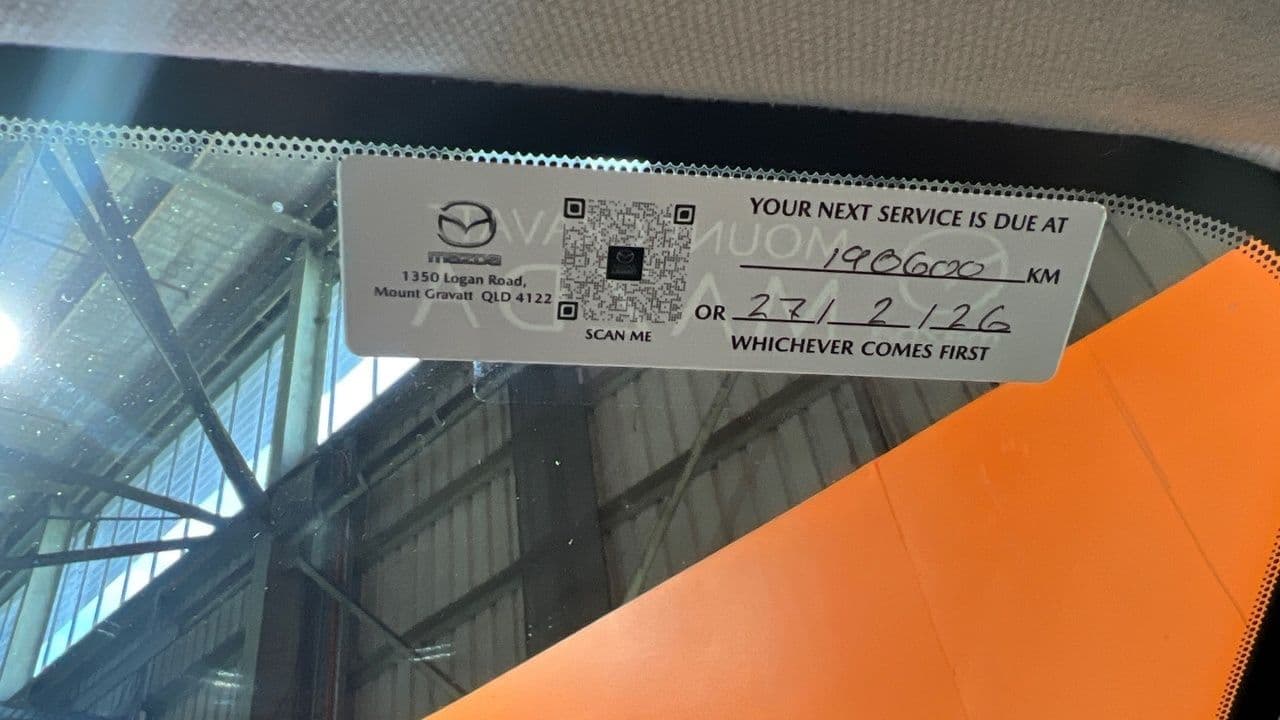 mazda
1350 Logan Road,
Mount Gravatt QLD 4122
SCAN ME
YOUR NEXT SERVICE IS DUE AT
190600 KM
OR 27/ 2 /26
WHICHEVER COMES FIRST